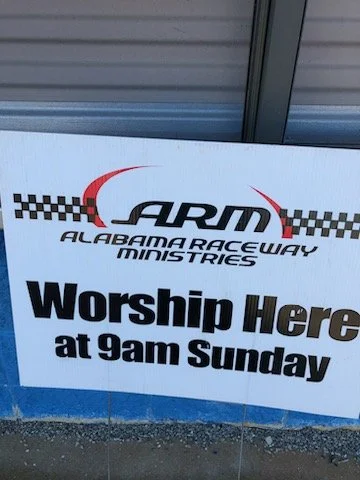 ARM
ALABAMA RACEWAY
MINISTRIES
Worship Here
at 9am Sunday